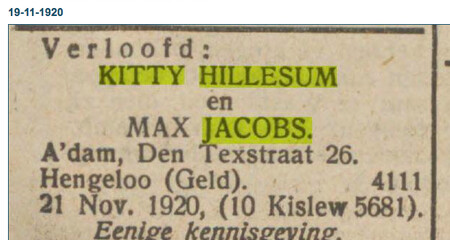 19-11-1920
Verloofd:
KITTY HILLESUM
en
MAX JACOBS.
A'dam, Den Texstraat 26.
Hengeloo (Geld). 4111
21 Nov. 1920, (10 Kislew 5681).
Eenige kennisgeving.